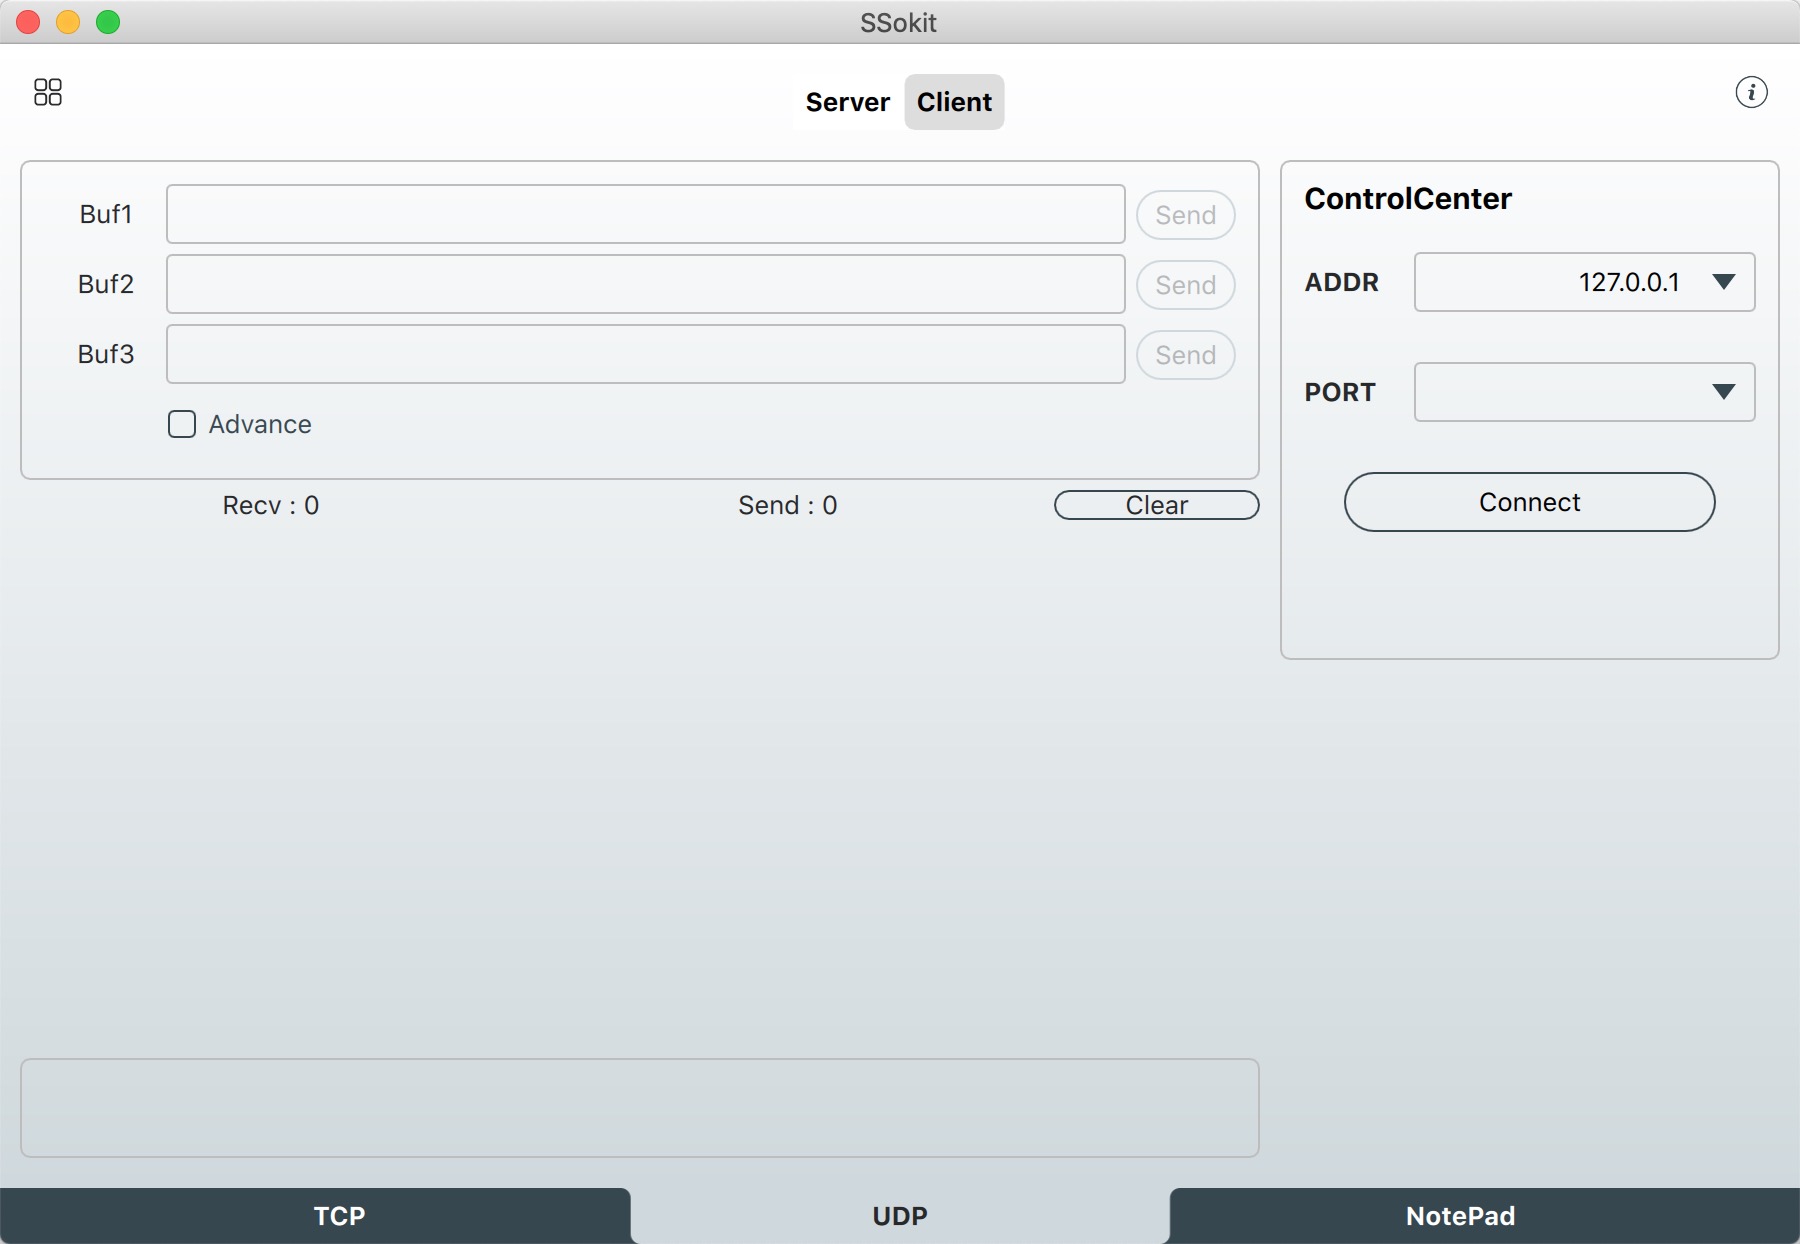 SSokit
Server Client
i
Buf1 Send
Buf2 Send
Buf3 Send
Advance
Recv : 0 Send : 0 Clear
ControlCenter
ADDR 127.0.0.1
PORT
Connect
TCP UDP NotePad